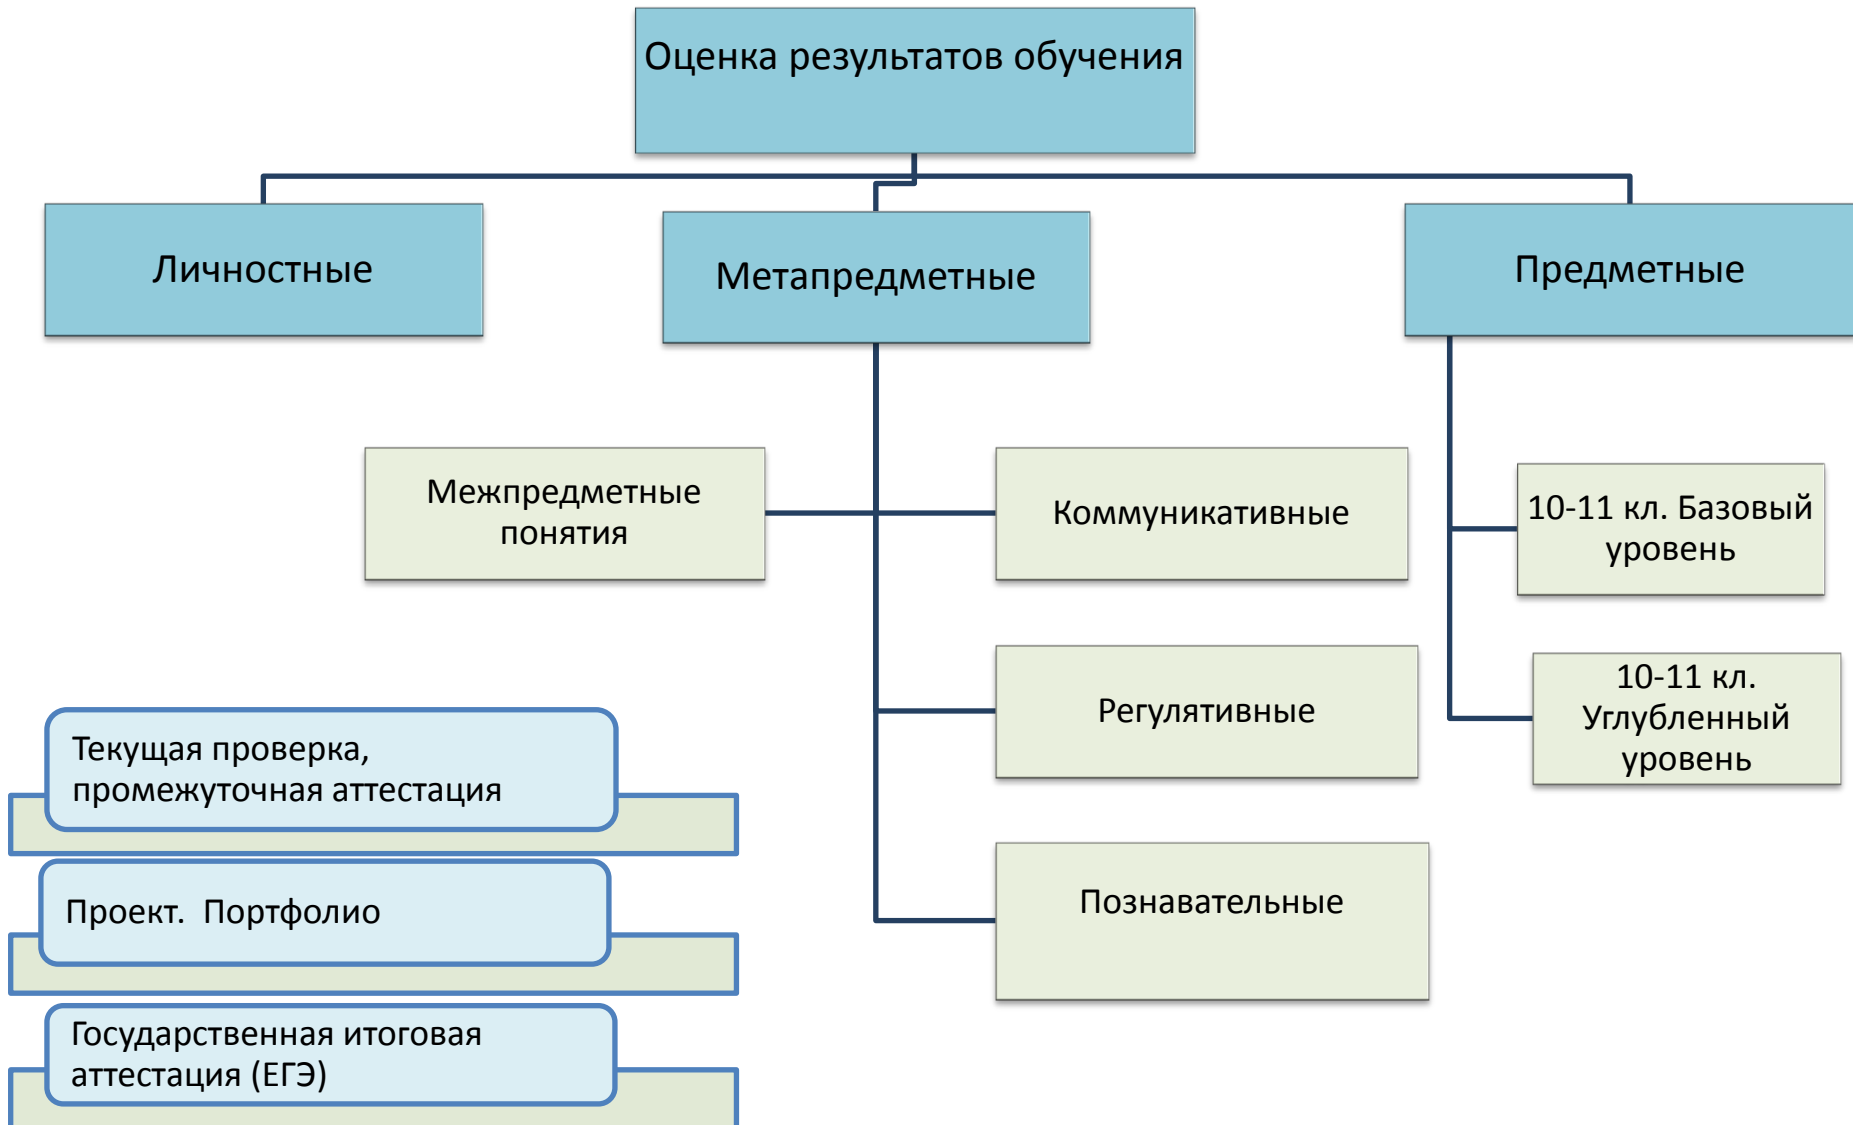 Оценка результатов обучения
Личностные
Метапредметные
Предметные
Межпредметные
понятия
Коммуникативные
10-11 кл. Базовый
уровень
Регулятивные
10-11 кл.
Углубленный
уровень
Познавательные
Текущая проверка,
промежуточная аттестация
Проект.  Портфолио
Государственная итоговая
аттестация (ЕГЭ)